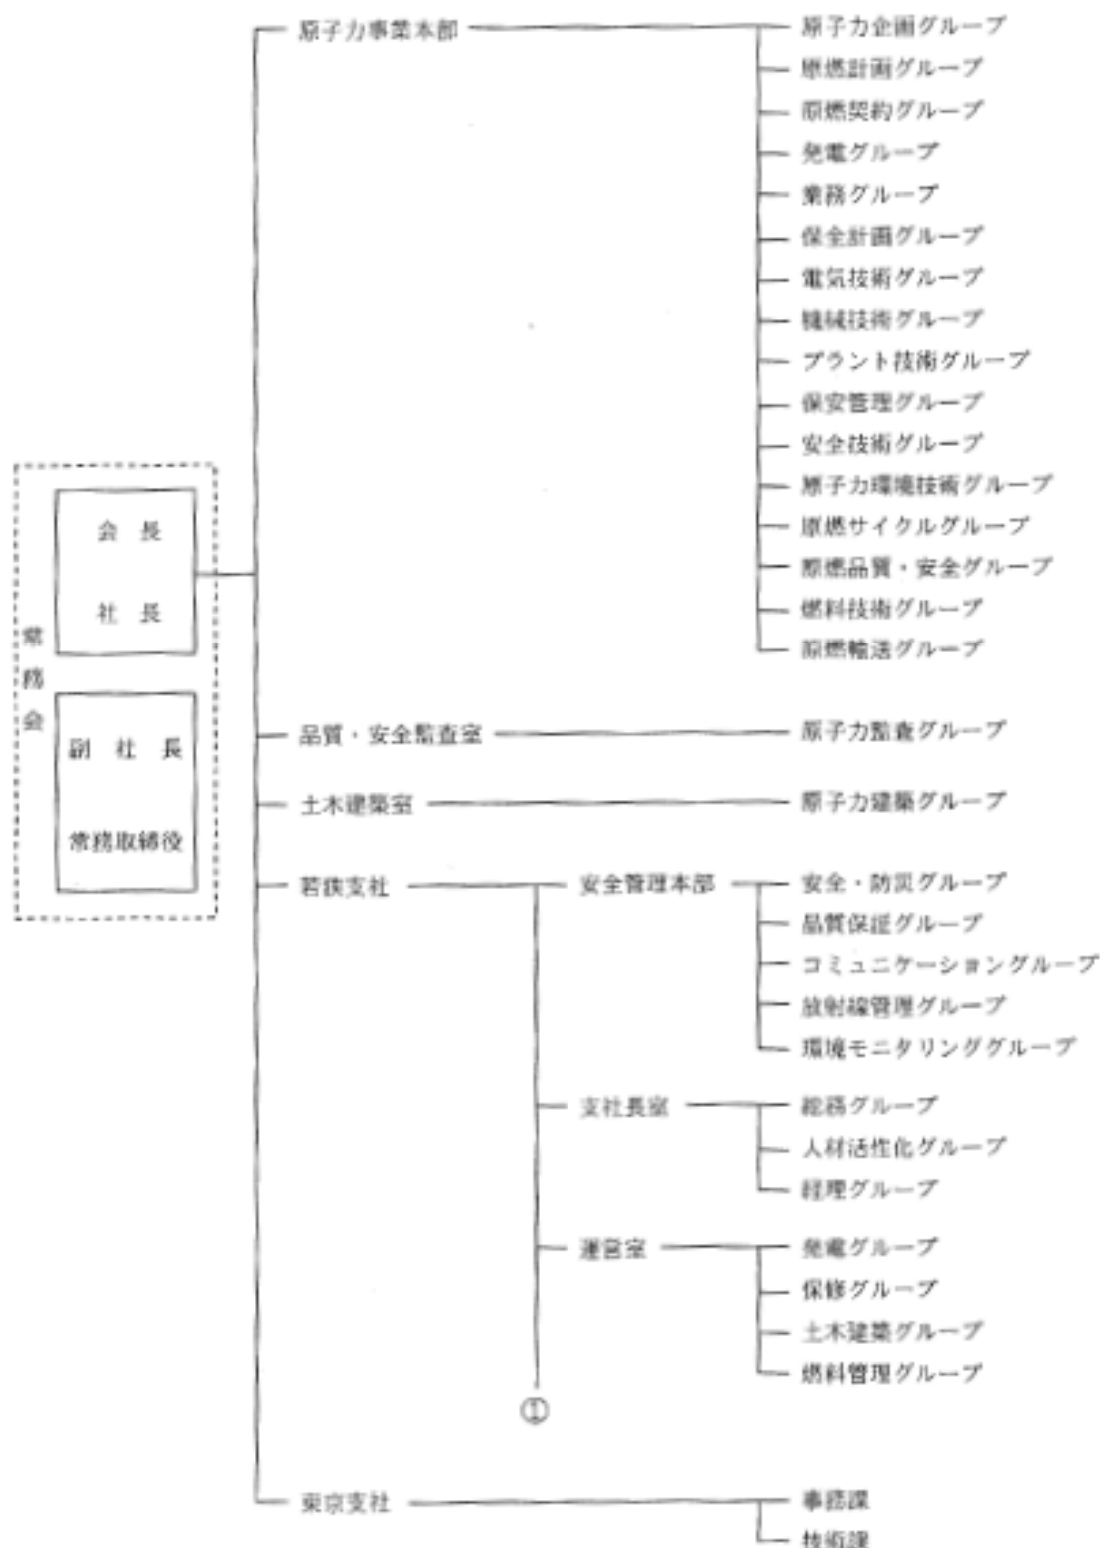 原子力事業本部
原子力企画グループ
原燃計画グループ
原燃契約グループ
発電グループ
業務グループ
保全計画グループ
電気技術グループ
機械技術グループ
プラント技術グループ
保安管理グループ
安全技術グループ
原子力環境技術グループ
原燃サイクルグループ
原燃品質・安全グループ
燃料技術グループ
原燃輸送グループ
常務会
会長
社長
副社長
常務取締役
品質・安全監査室
原子力監査グループ
土木建築室
原子力建築グループ
若狭支社
安全管理本部
安全・防災グループ
品質保証グループ
コミュニケーショングループ
放射線管理グループ
環境モニタリンググループ
支社長室
総務グループ
人材活性化グループ
経理グループ
運営室
発電グループ
保修グループ
土木建築グループ
燃料管理グループ
①
東京支社
事務課
技術課